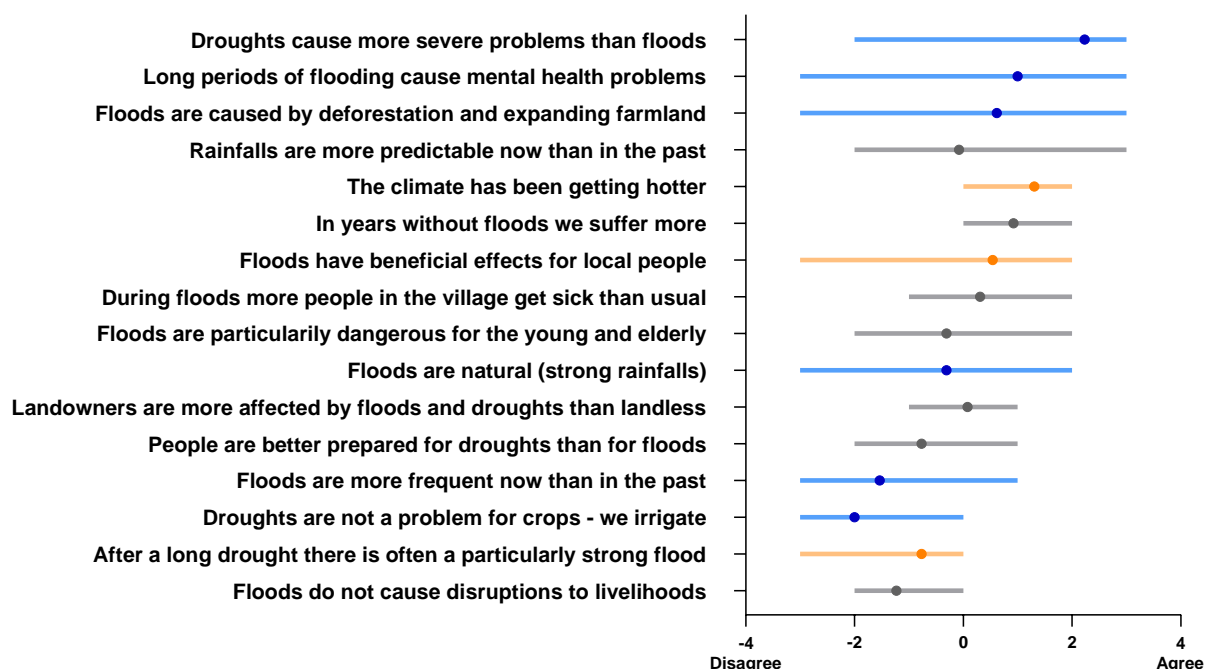 Droughts cause more severe problems than floods
Long periods of flooding cause mental health problems
Floods are caused by deforestation and expanding farmland
Rainfalls are more predictable now than in the past
The climate has been getting hotter
In years without floods we suffer more
Floods have beneficial effects for local people
During floods more people in the village get sick than usual
Floods are particularily dangerous for the young and elderly
Floods are natural (strong rainfalls)
Landowners are more affected by floods and droughts than landless
People are better prepared for droughts than for floods
Floods are more frequent now than in the past
Droughts are not a problem for crops - we irrigate
After a long drought there is often a particularly strong flood
Floods do not cause disruptions to livelihoods
-4 -2 0 2 4
Disagree Agree